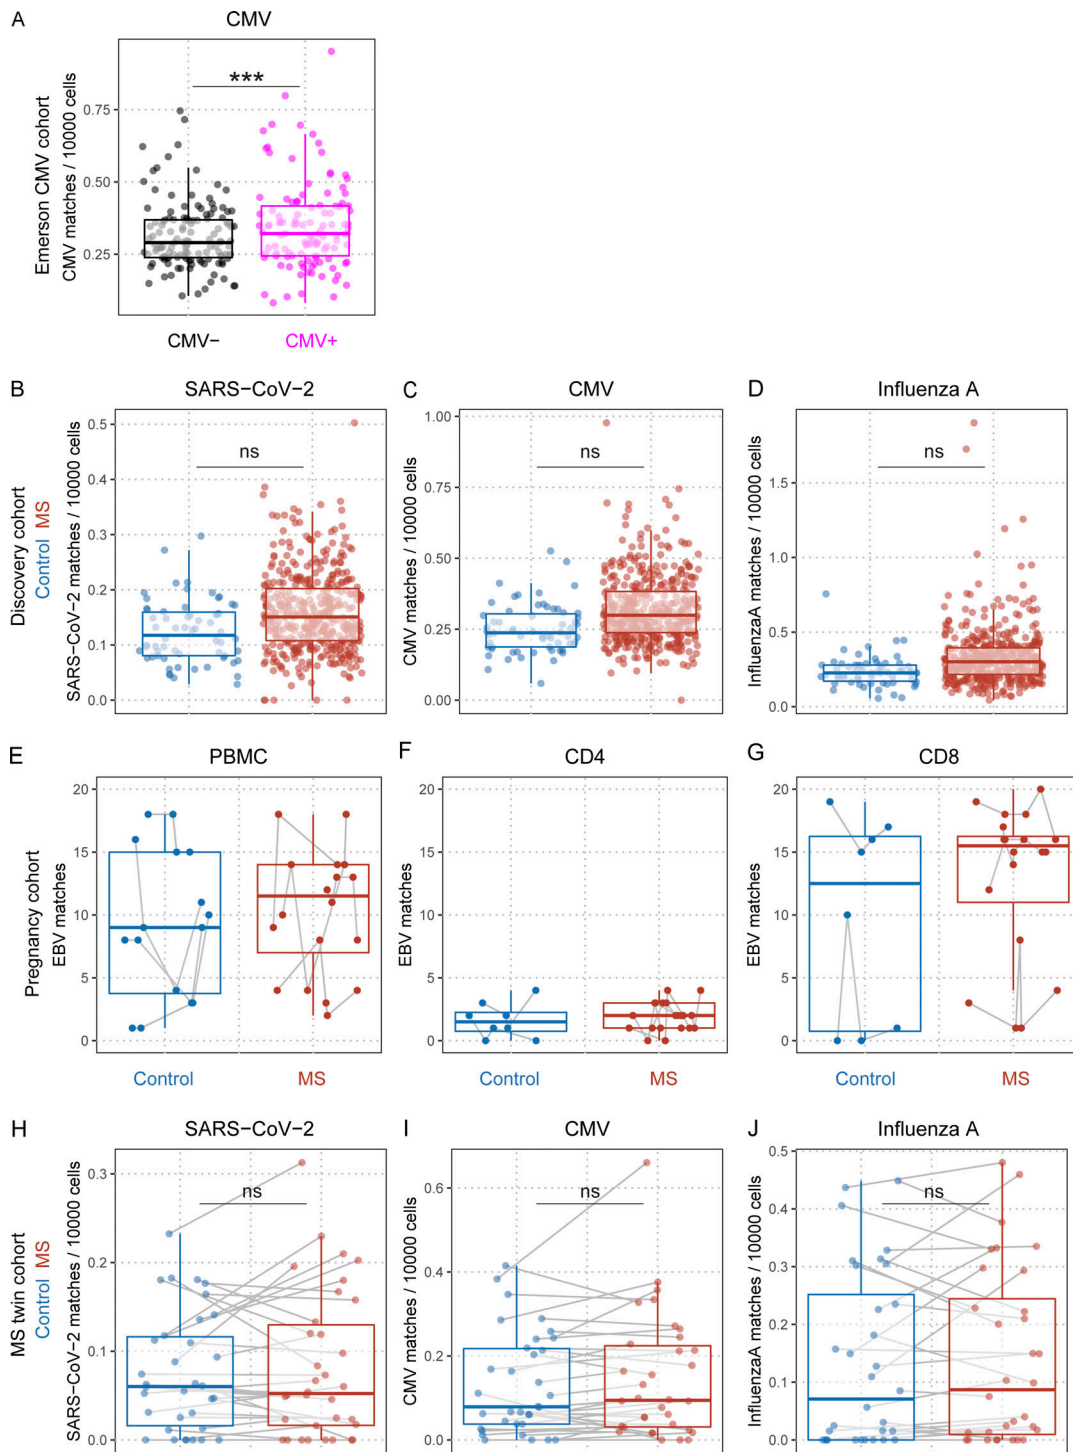 A
CMV
Emerson CMV cohort
CMV matches / 10000 cells
0.75
0.50
0.25
***
CMV−
CMV+
B
SARS−CoV−2
C
CMV
D
Influenza A
Discovery cohort
Control MS
SARS−CoV−2 matches / 10000 cells
0.5
0.4
0.3
0.2
0.1
0.0
ns
CMV matches / 10000 cells
1.00
0.75
0.50
0.25
0.00
ns
InfluenzaA matches / 10000 cells
1.5
1.0
0.5
0.0
ns
E
PBMC
F
CD4
G
CD8
Pregnancy cohort
EBV matches
20
15
10
5
0
Control
MS
EBV matches
20
15
10
5
0
Control
MS
EBV matches
20
15
10
5
0
Control
MS
H
SARS−CoV−2
I
CMV
J
Influenza A
MS twin cohort
Control MS
SARS−CoV−2 matches / 10000 cells
0.3
0.2
0.1
0.0
ns
CMV matches / 10000 cells
0.6
0.4
0.2
0.0
ns
InfluenzaA matches / 10000 cells
0.5
0.4
0.3
0.2
0.1
0.0
ns